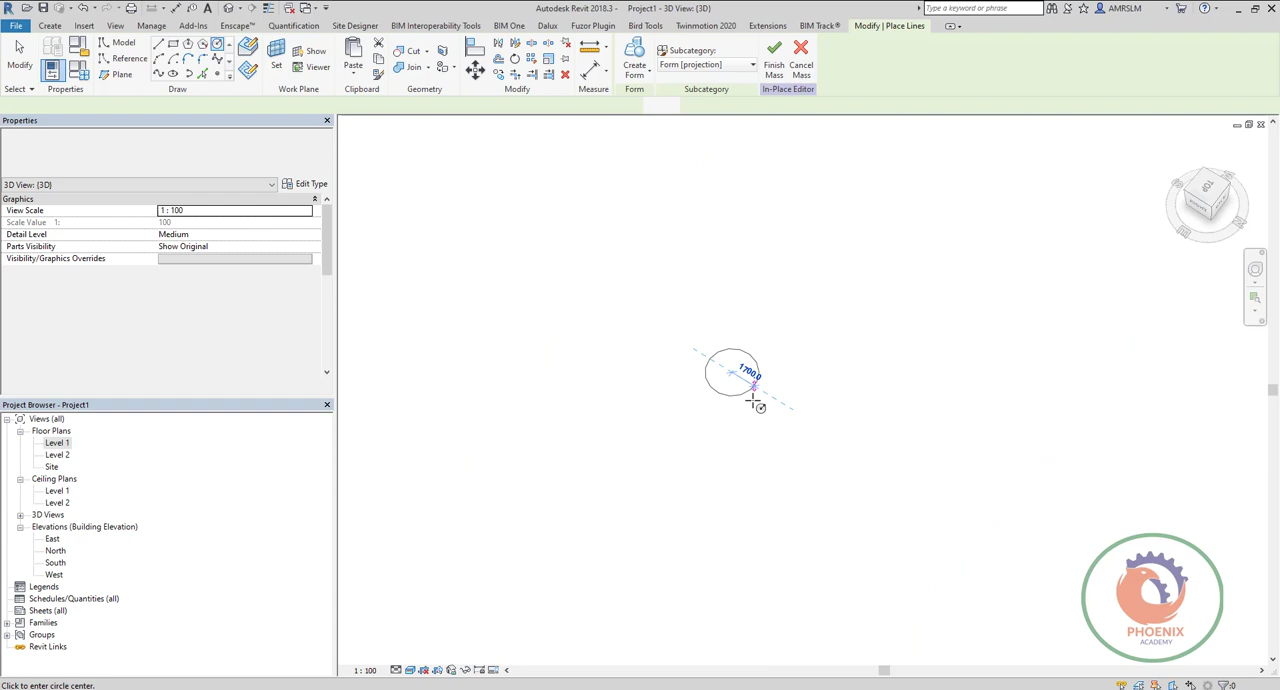 Autodesk Revit 2018.3 - Project1 - 3D View: {3D}
Type a keyword or phrase
AMRSLM
File Create Insert View Manage Add-Ins Enscape™ Quantification Site Designer BIM Interoperability Tools BIM One Dalux Fuzor Plugin Bird Tools Twinmotion 2020 Extensions BIM Track® Modify | Place Lines
Modify
Model
Reference
Plane
Set
Show
Viewer
Paste
Cut
Join
Create
Form
Subcategory:
Form [projection]
Finish
Mass
Cancel
Mass
Select Properties Draw Work Plane Clipboard Geometry Modify Measure Form Subcategory In-Place Editor
Properties
3D View: {3D}
Edit Type
Graphics
View Scale 1 : 100
Scale Value 1: 100
Detail Level Medium
Parts Visibility Show Original
Visibility/Graphics Overrides
Project Browser - Project1
Views (all)
Floor Plans
Level 1
Level 2
Site
Ceiling Plans
Level 1
Level 2
3D Views
Elevations (Building Elevation)
East
North
South
West
Legends
Schedules/Quantities (all)
Sheets (all)
Families
Groups
Revit Links
1700.0
TOP
PHOENIX
ACADEMY
1 : 100
Click to enter circle center.
:0